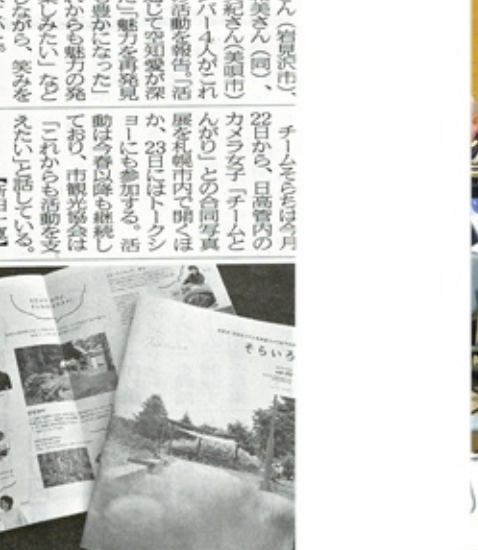 ん（岩見沢市）、
美さん（同）、
紀さん（美唄市）
バー４人がこれ
活動を報告。「活
じて空知愛が深
た」「魅力を再発見
豊かになった」
からも魅力の発
しみたい」など
しながら、笑みを
チームそらちは今月
22日から、日高管内の
カメラ女子「チームと
んがり」との合同写真
展を札幌市内で開くほ
か、23日にはトークシ
ョーにも参加する。活
動は今春以降も継続し
ており、市観光協会は
「これからも活動を支
えたい」と話している。
そらいろ